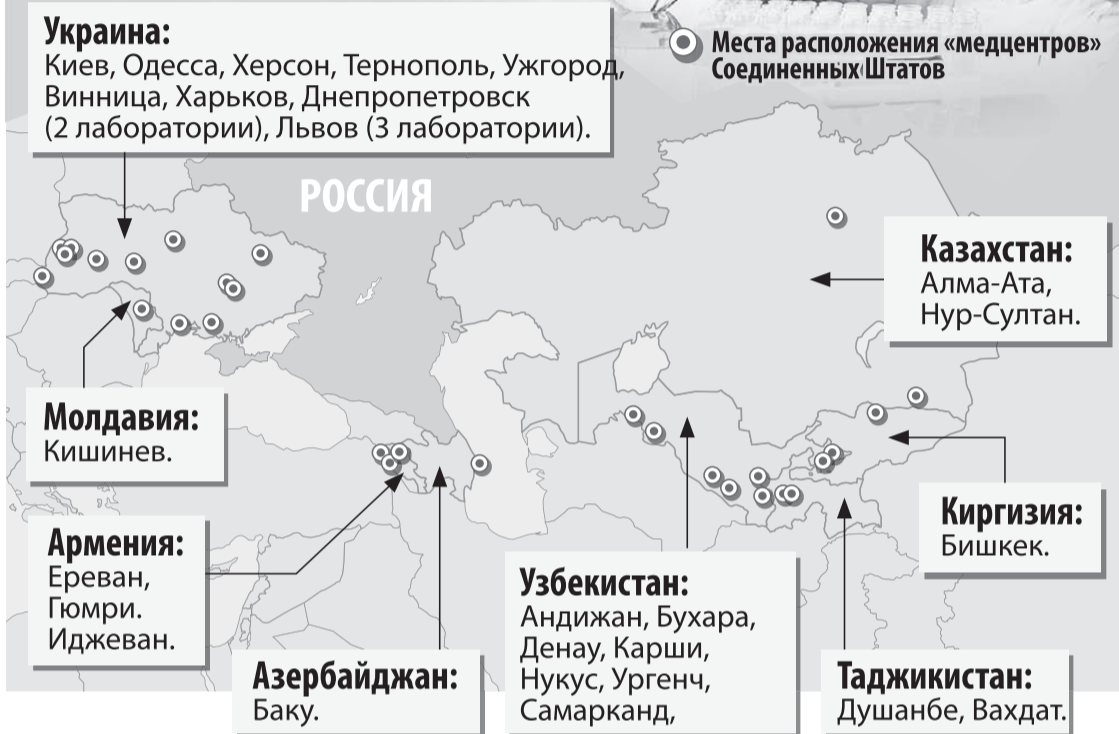 Украина:
Киев, Одесса, Херсон, Тернополь, Ужгород,
Винница, Харьков, Днепропетровск
(2 лаборатории), Львов (3 лаборатории).
Места расположения «медцентров»
Соединенных Штатов
РОССИЯ
Казахстан:
Алма-Ата,
Нур-Султан.
Молдавия:
Кишинев.
Армения:
Ереван,
Гюмри.
Иджеван.
Азербайджан:
Баку.
Узбекистан:
Андижан, Бухара,
Денау, Карши,
Нукус, Ургенч,
Самарканд,
Киргизия:
Бишкек.
Таджикистан:
Душанбе, Вахдат.